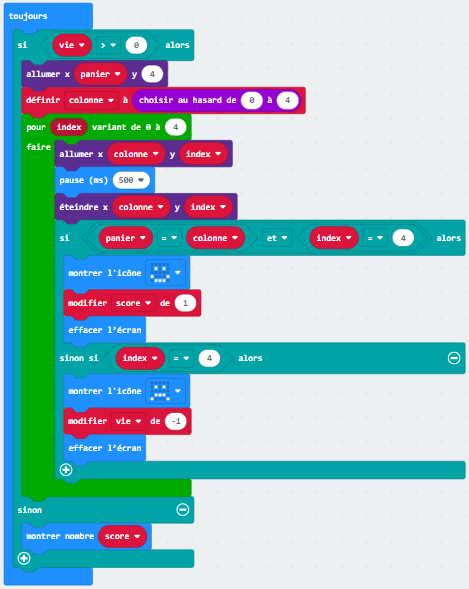 toujours
si vie > 0 alors
allumer x panier y 4
définir colonne à choisir au hasard de 0 à 4
pour index variant de 0 à 4
faire allumer x colonne y index
pause (ms) 500
éteindre x colonne y index
si panier = colonne et index = 4 alors
montrer l'icône
modifier score de 1
effacer l'écran
sinon si index = 4 alors
montrer l'icône
modifier vie de -1
effacer l'écran
sinon
montrer nombre score